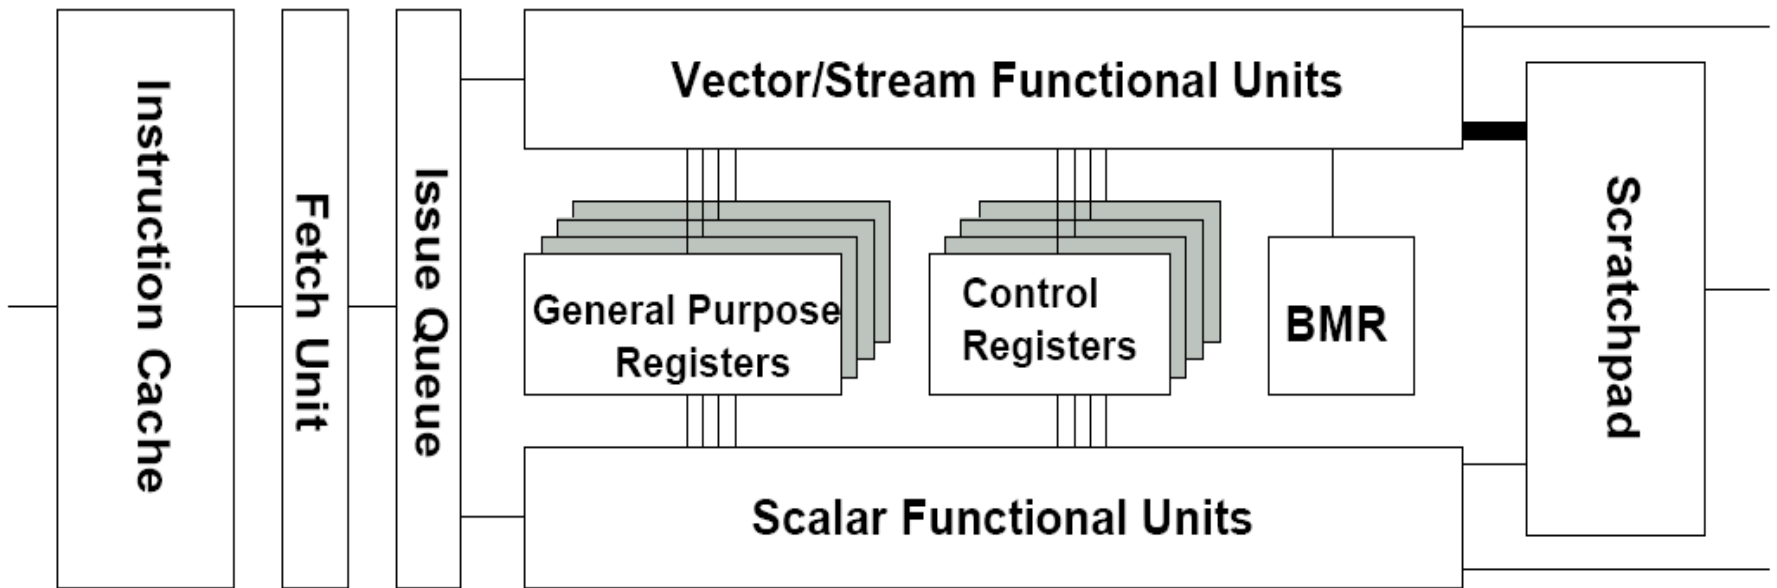 Instruction Cache
Fetch Unit
Issue Queue
Vector/Stream Functional Units
General Purpose
Registers
Control
Registers
BMR
Scalar Functional Units
Scratchpad